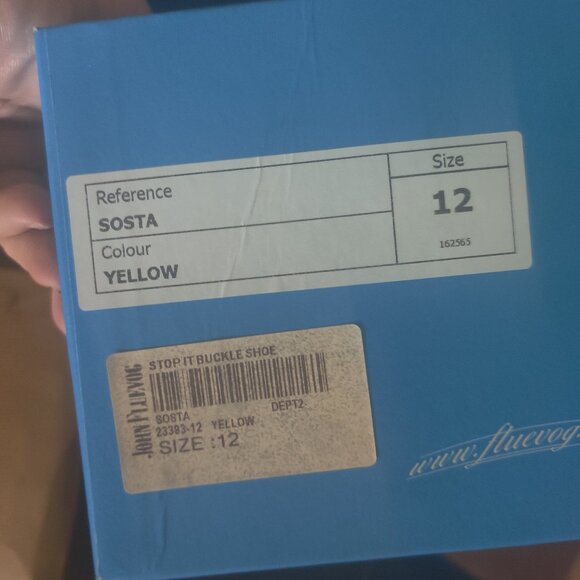 Reference
SOSTA
Colour
YELLOW
Size
12
162565
JOHN FLUEVOG
STOP IT BUCKLE SHOE
SOSTA DEPT2
23393-12 YELLOW
SIZE :12
www.fluevog